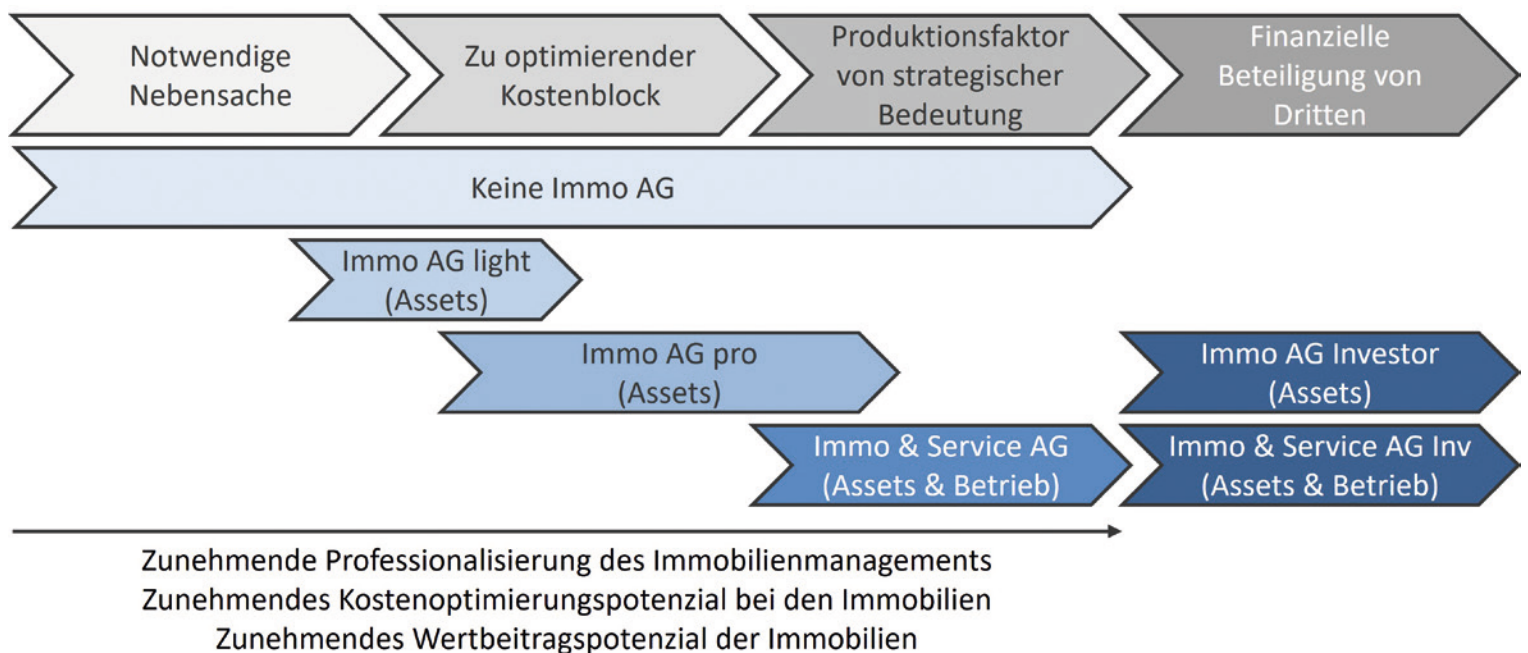 Notwendige
Nebensache
Zu optimierender
Kostenblock
Produktionsfaktor
von strategischer
Bedeutung
Finanzielle
Beteiligung von
Dritten
Keine Immo AG
Immo AG light
(Assets)
Immo AG pro
(Assets)
Immo AG Investor
(Assets)
Immo & Service AG
(Assets & Betrieb)
Immo & Service AG Inv
(Assets & Betrieb)
Zunehmende Professionalisierung des Immobilienmanagements
Zunehmendes Kostenoptimierungspotenzial bei den Immobilien
Zunehmendes Wertbeitragspotenzial der Immobilien